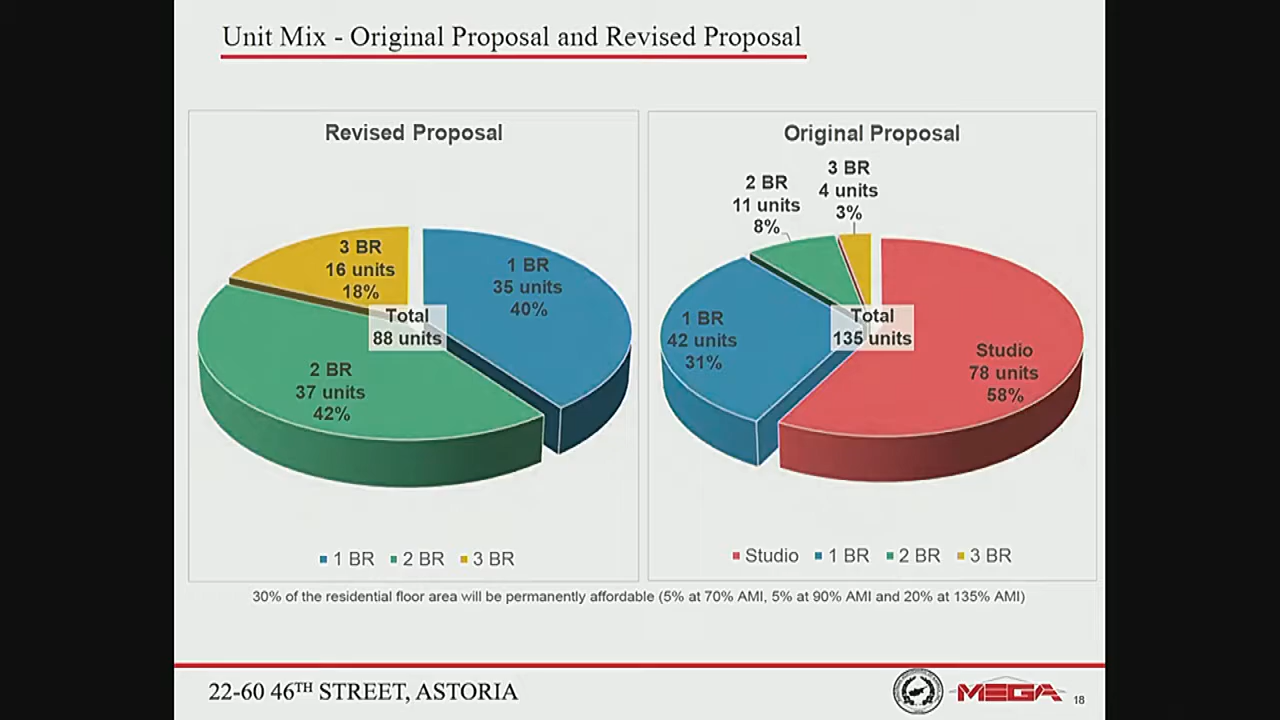 Unit Mix - Original Proposal and Revised Proposal
Revised Proposal
3 BR
16 units
18%
1 BR
35 units
40%
Total
88 units
2 BR
37 units
42%
1 BR 2 BR 3 BR
Original Proposal
3 BR
4 units
3%
2 BR
11 units
8%
1 BR
42 units
31%
Total
135 units
Studio
78 units
58%
Studio 1 BR 2 BR 3 BR
30% of the residential floor area will be permanently affordable (5% at 70% AMI, 5% at 90% AMI and 20% at 135% AMI)
22-60 46TH STREET, ASTORIA
MEGA
18